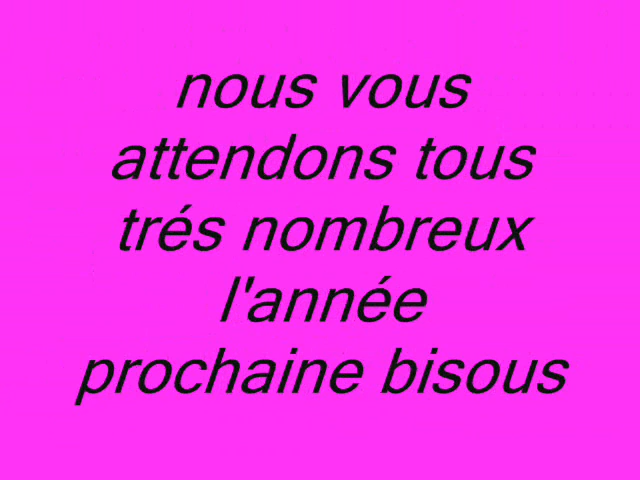 nous vous
attendons tous
trés nombreux
l'année
prochaine bisous